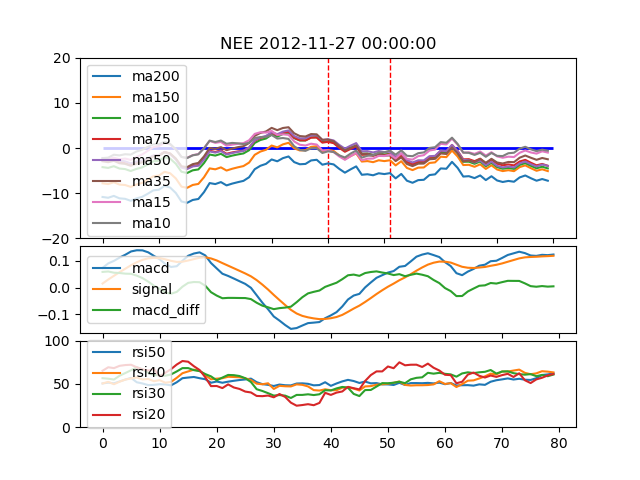 NEE 2012-11-27 00:00:00
20
10
0
−10
−20
ma200
ma150
ma100
ma75
ma50
ma35
ma15
ma10
0.1
0.0
−0.1
macd
signal
macd_diff
100
50
0
rsi50
rsi40
rsi30
rsi20
0 10 20 30 40 50 60 70 80